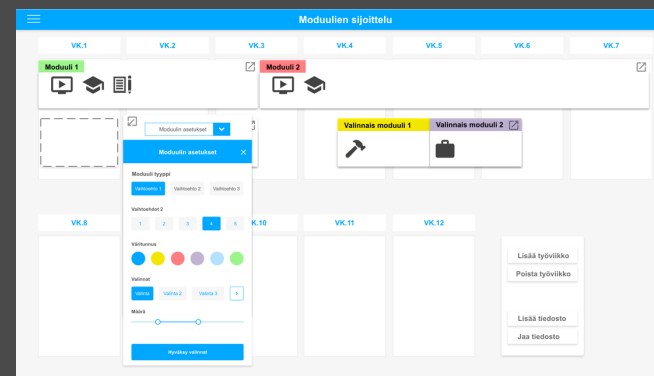 Moduulien sijoittelu
VK.1 VK.2 VK.3 VK.4 VK.5 VK.6 VK.7
Moduuli 1 Moduuli 2
Moduulin asetukset
Valinnais moduuli 1 Valinnais moduuli 2
Moduulin asetukset
Moduuli tyyppi
Vaihtoehto 1 Vaihtoehto 2 Vaihtoehto 3
Vaihtoehdot 2
1 2 3 4 5
Väritunnus
Valinnat
Valinta Valinta 2 Valinta 3
Määrä
Hyväksy valinnat
VK.8 K.10 VK.11 VK.12
Lisää työviikko
Poista työviikko
Lisää tiedosto
Jaa tiedosto